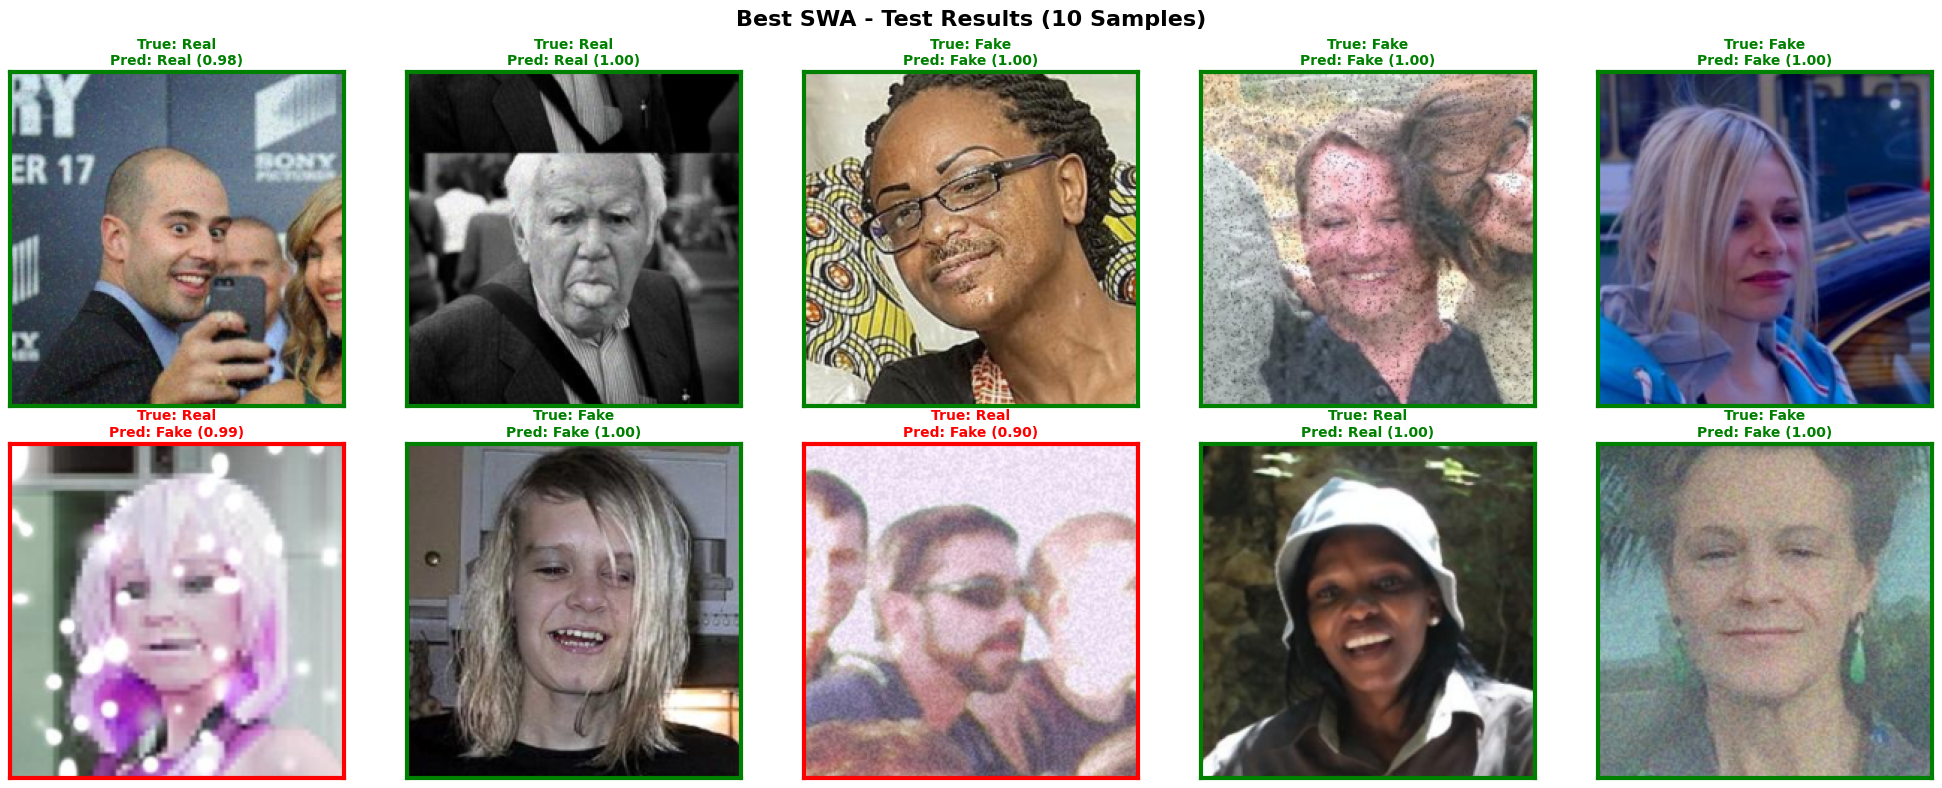 Best SWA - Test Results (10 Samples)
True: Real
Pred: Real (0.98)
True: Real
Pred: Real (1.00)
True: Fake
Pred: Fake (1.00)
True: Fake
Pred: Fake (1.00)
True: Fake
Pred: Fake (1.00)
RY
ER 17
SONY
PICTURES
True: Real
Pred: Fake (0.99)
True: Fake
Pred: Fake (1.00)
True: Real
Pred: Fake (0.90)
True: Real
Pred: Real (1.00)
True: Fake
Pred: Fake (1.00)